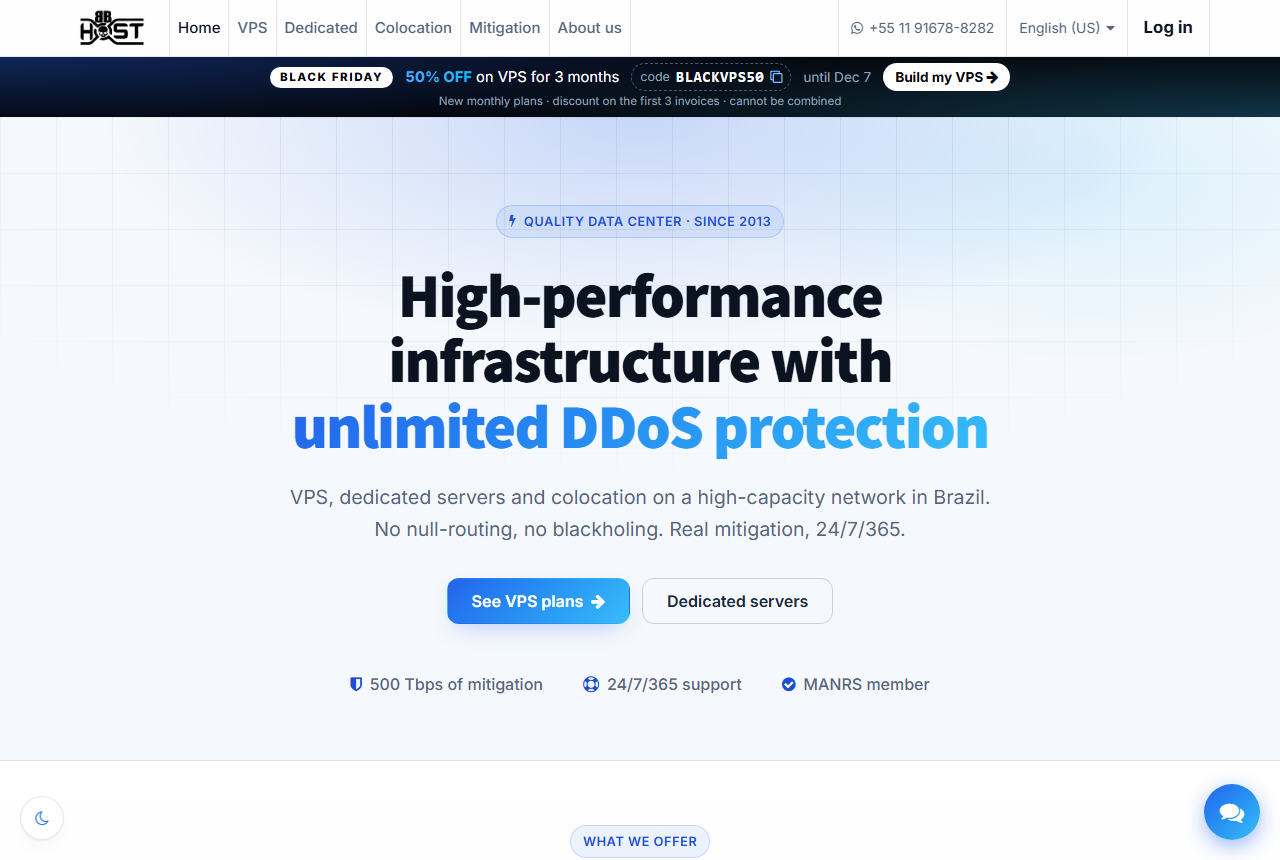 BB HOST
Home VPS Dedicated Colocation Mitigation About us +55 11 91678-8282 English (US) Log in
BLACK FRIDAY 50% OFF on VPS for 3 months code BLACKVPS50 until Dec 7 Build my VPS
New monthly plans · discount on the first 3 invoices · cannot be combined
QUALITY DATA CENTER · SINCE 2013
High-performance
infrastructure with
unlimited DDoS protection
VPS, dedicated servers and colocation on a high-capacity network in Brazil.
No null-routing, no blackholing. Real mitigation, 24/7/365.
See VPS plans Dedicated servers
500 Tbps of mitigation 24/7/365 support MANRS member
WHAT WE OFFER